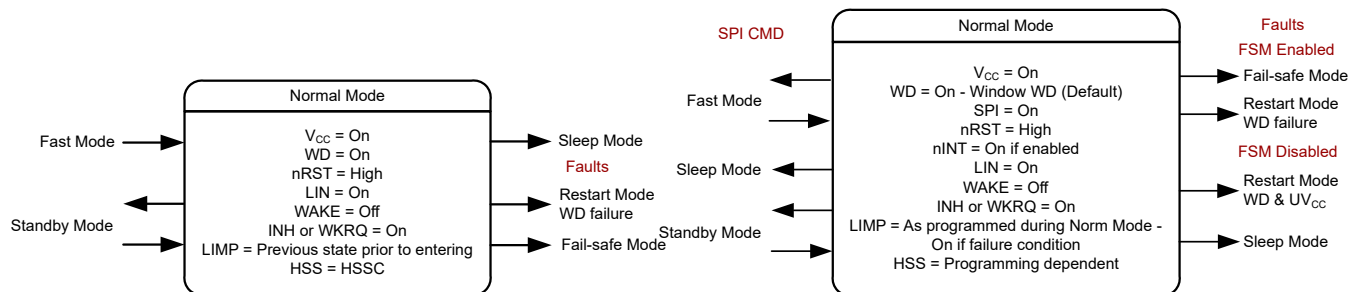 Normal Mode
Fast Mode
Standby Mode
V_CC = On
WD = On
nRST = High
LIN = On
WAKE = Off
INH or WKRQ = On
LIMP = Previous state prior to entering
HSS = HSSC
Sleep Mode
Faults
Restart Mode
WD failure
Fail-safe Mode
SPI CMD
Fast Mode
Sleep Mode
Standby Mode
Normal Mode
V_CC = On
WD = On - Window WD (Default)
SPI = On
nRST = High
nINT = On if enabled
LIN = On
WAKE = Off
INH or WKRQ = On
LIMP = As programmed during Norm Mode -
On if failure condition
HSS = Programming dependent
Faults
FSM Enabled
Fail-safe Mode
Restart Mode
WD failure
FSM Disabled
Restart Mode
WD & UV_CC
Sleep Mode